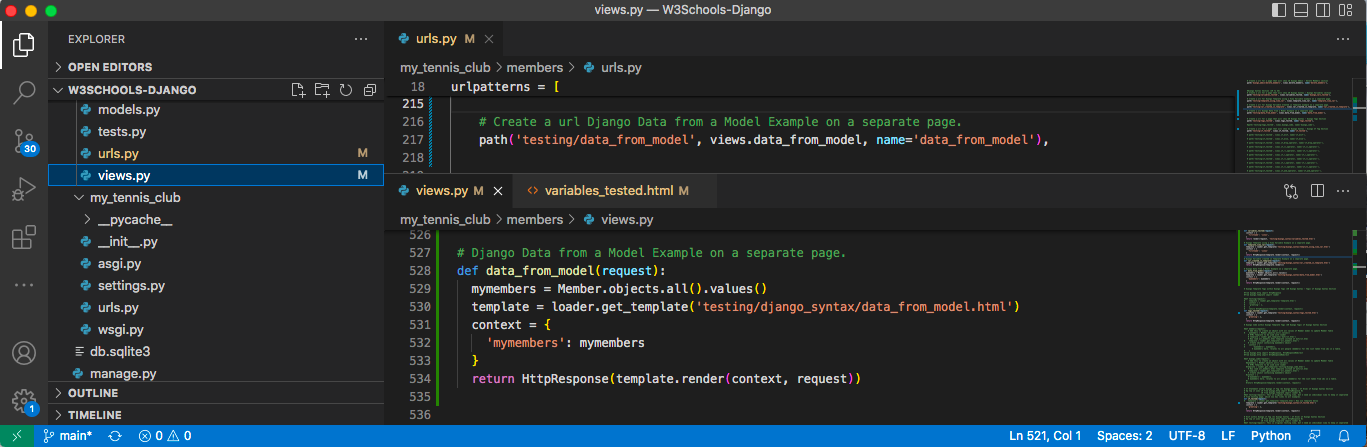 views.py — W3Schools-Django
EXPLORER
OPEN EDITORS
W3SCHOOLS-DJANGO
models.py
tests.py
urls.py M
views.py M
my_tennis_club
__pycache__
__init__.py
asgi.py
settings.py
urls.py
wsgi.py
db.sqlite3
manage.py
OUTLINE
TIMELINE
30
1
urls.py M
my_tennis_club > members > urls.py
18 urlpatterns = [
215
216 # Create a url Django Data from a Model Example on a separate page.
217 path('testing/data_from_model', views.data_from_model, name='data_from_model'),
218
views.py M
variables_tested.html M
my_tennis_club > members > views.py
526
527 # Django Data from a Model Example on a separate page.
528 def data_from_model(request):
529 mymembers = Member.objects.all().values()
530 template = loader.get_template('testing/django_syntax/data_from_model.html')
531 context = {
532 'mymembers': mymembers
533 }
534 return HttpResponse(template.render(context, request))
535
536
main* 0 0 Ln 521, Col 1 Spaces: 2 UTF-8 LF Python